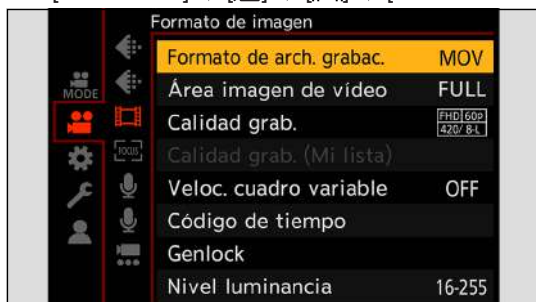 Formato de imagen
Formato de arch. grabac. MOV
MODE
Área imagen de vídeo FULL
Calidad grab. FHD 60p 420/ 8-L
FOCUS
Calidad grab. (Mi lista)
Veloc. cuadro variable OFF
Código de tiempo
Genlock
Nivel luminancia 16-255